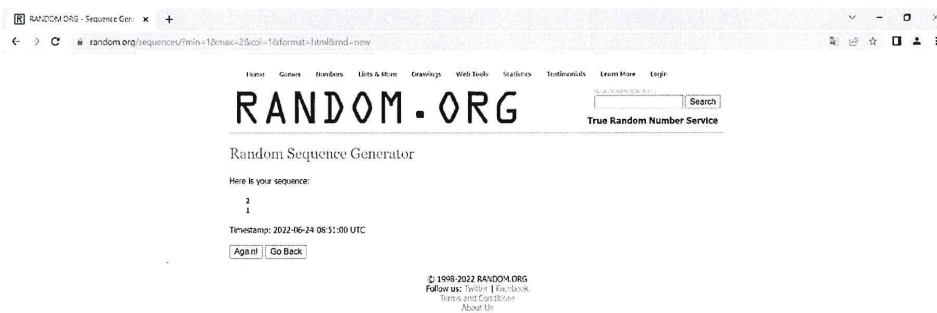 RANDOM.ORG - Sequence Gen
random.org/sequences/?min=1&max=2&col=1&format=html&rnd=new
Home Games Numbers Lists & More Drawings Web Tools Statistics Testimonials Learn More Login
RANDOM.ORG
Search
True Random Number Service
Random Sequence Generator
Here is your sequence:
2
1
Timestamp: 2022-06-24 08:51:00 UTC
Again! Go Back
© 1998-2022 RANDOM.ORG
Follow us: Twitter | Facebook
Terms and Conditions
About Us